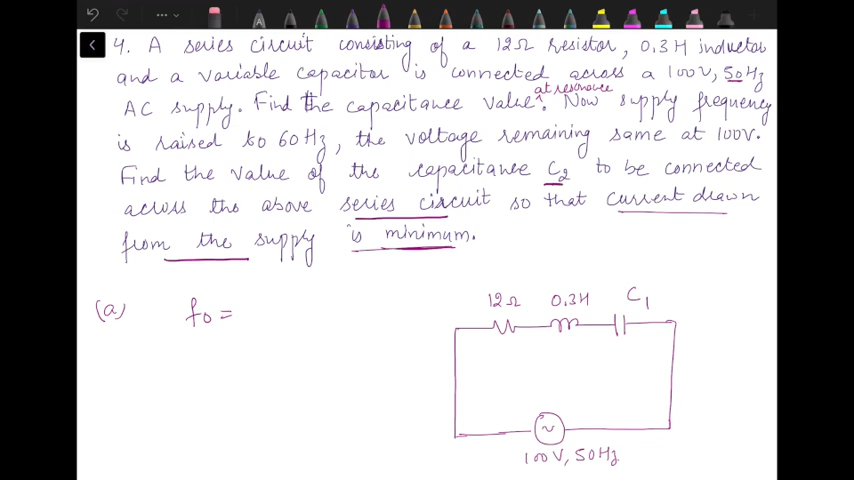 4. A series circuit consisting of a 12Ω resistor, 0.3H inductor
and a variable capacitor is connected across a 100V, 50Hz
at resonance
AC supply. Find the capacitance value^. Now supply frequency
is raised to 60Hz, the voltage remaining same at 100V.
Find the value of the capacitance C₂ to be connected
across the above series circuit so that current drawn
from the supply is minimum.
(a) f₀ =
12Ω 0.3H C₁
100V, 50Hz